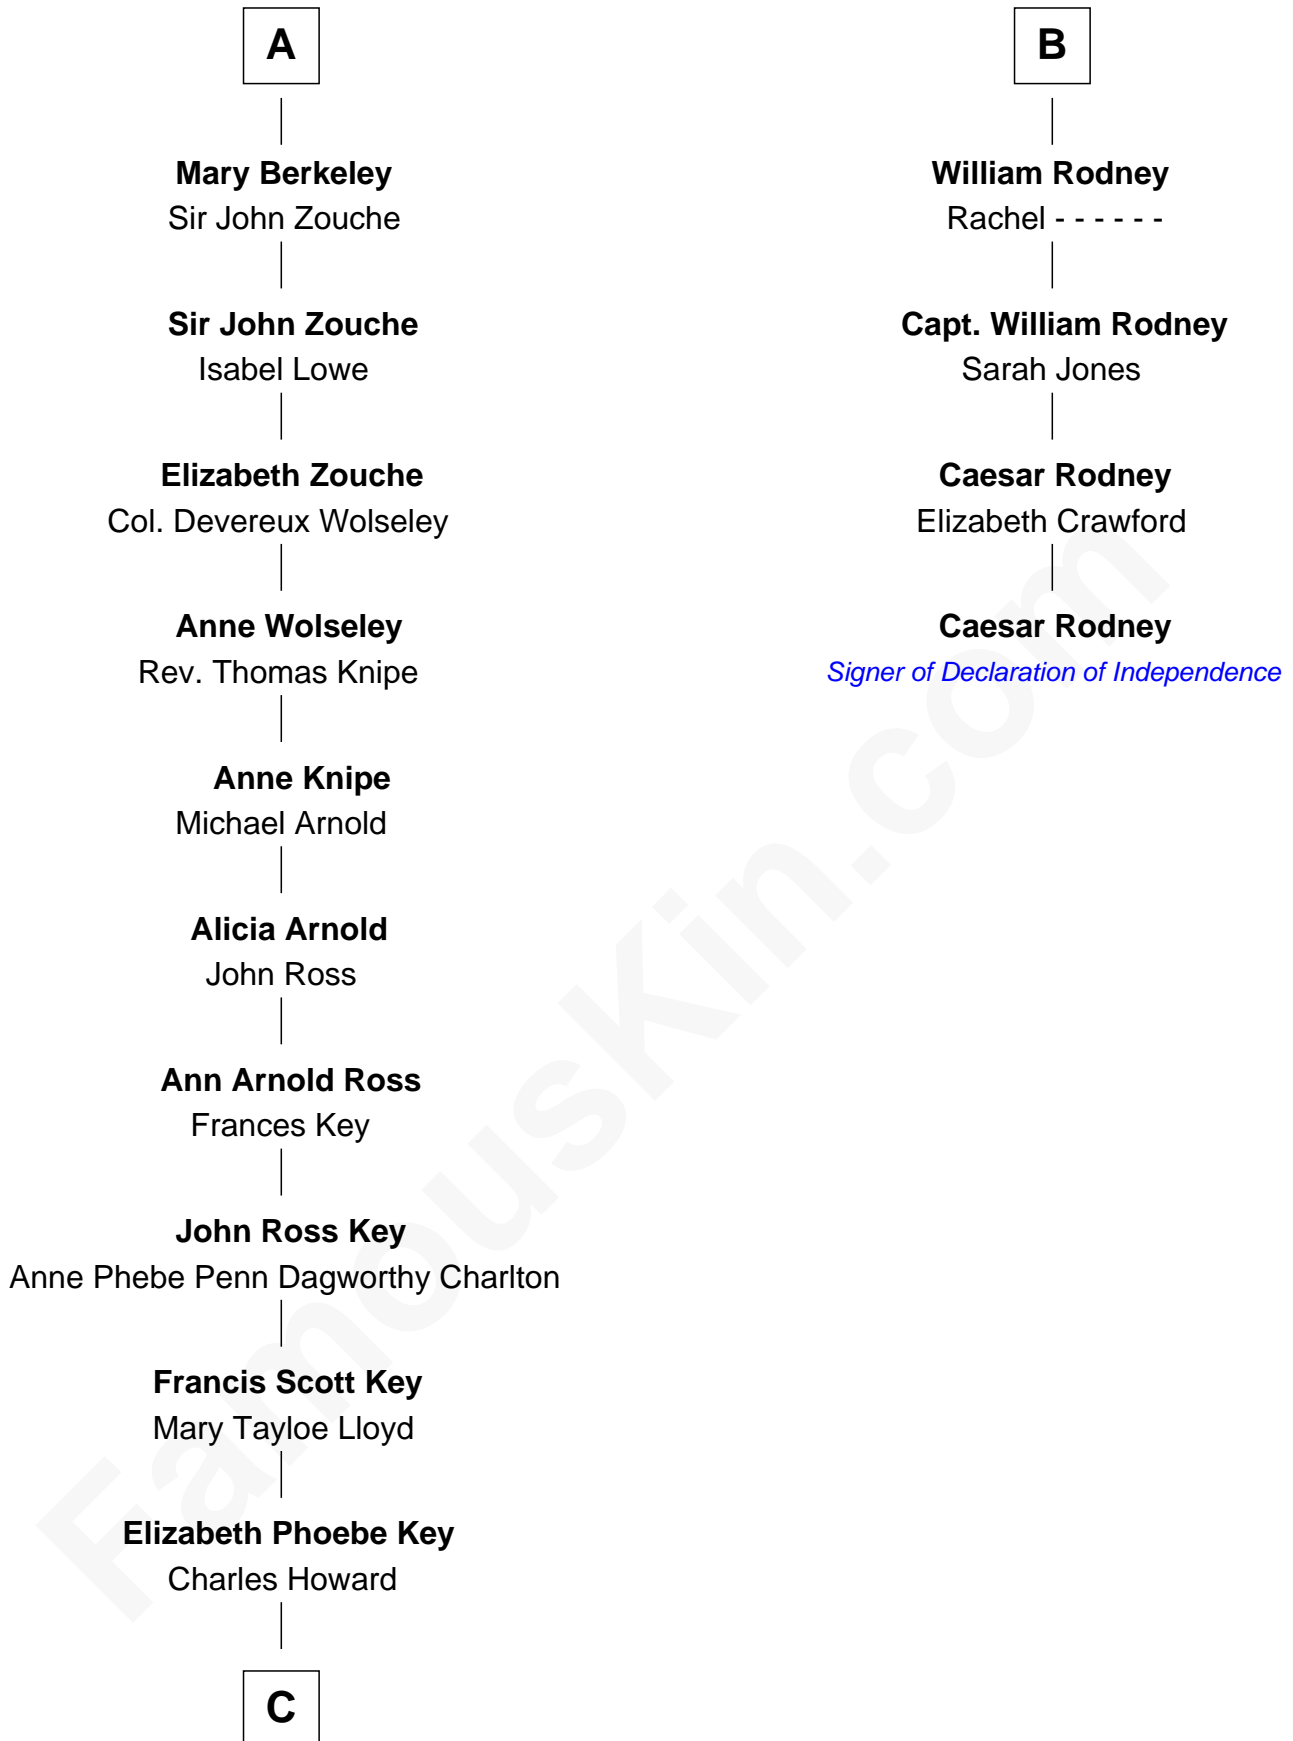 A
Mary Berkeley
Sir John Zouche
Sir John Zouche
Isabel Lowe
Elizabeth Zouche
Col. Devereux Wolseley
Anne Wolseley
Rev. Thomas Knipe
Anne Knipe
Michael Arnold
Alicia Arnold
John Ross
Ann Arnold Ross
Frances Key
John Ross Key
Anne Phebe Penn Dagworthy Charlton
Francis Scott Key
Mary Tayloe Lloyd
Elizabeth Phoebe Key
Charles Howard
C
B
William Rodney
Rachel - - - - - -
Capt. William Rodney
Sarah Jones
Caesar Rodney
Elizabeth Crawford
Caesar Rodney
Signer of Declaration of Independence
FamousKin.com